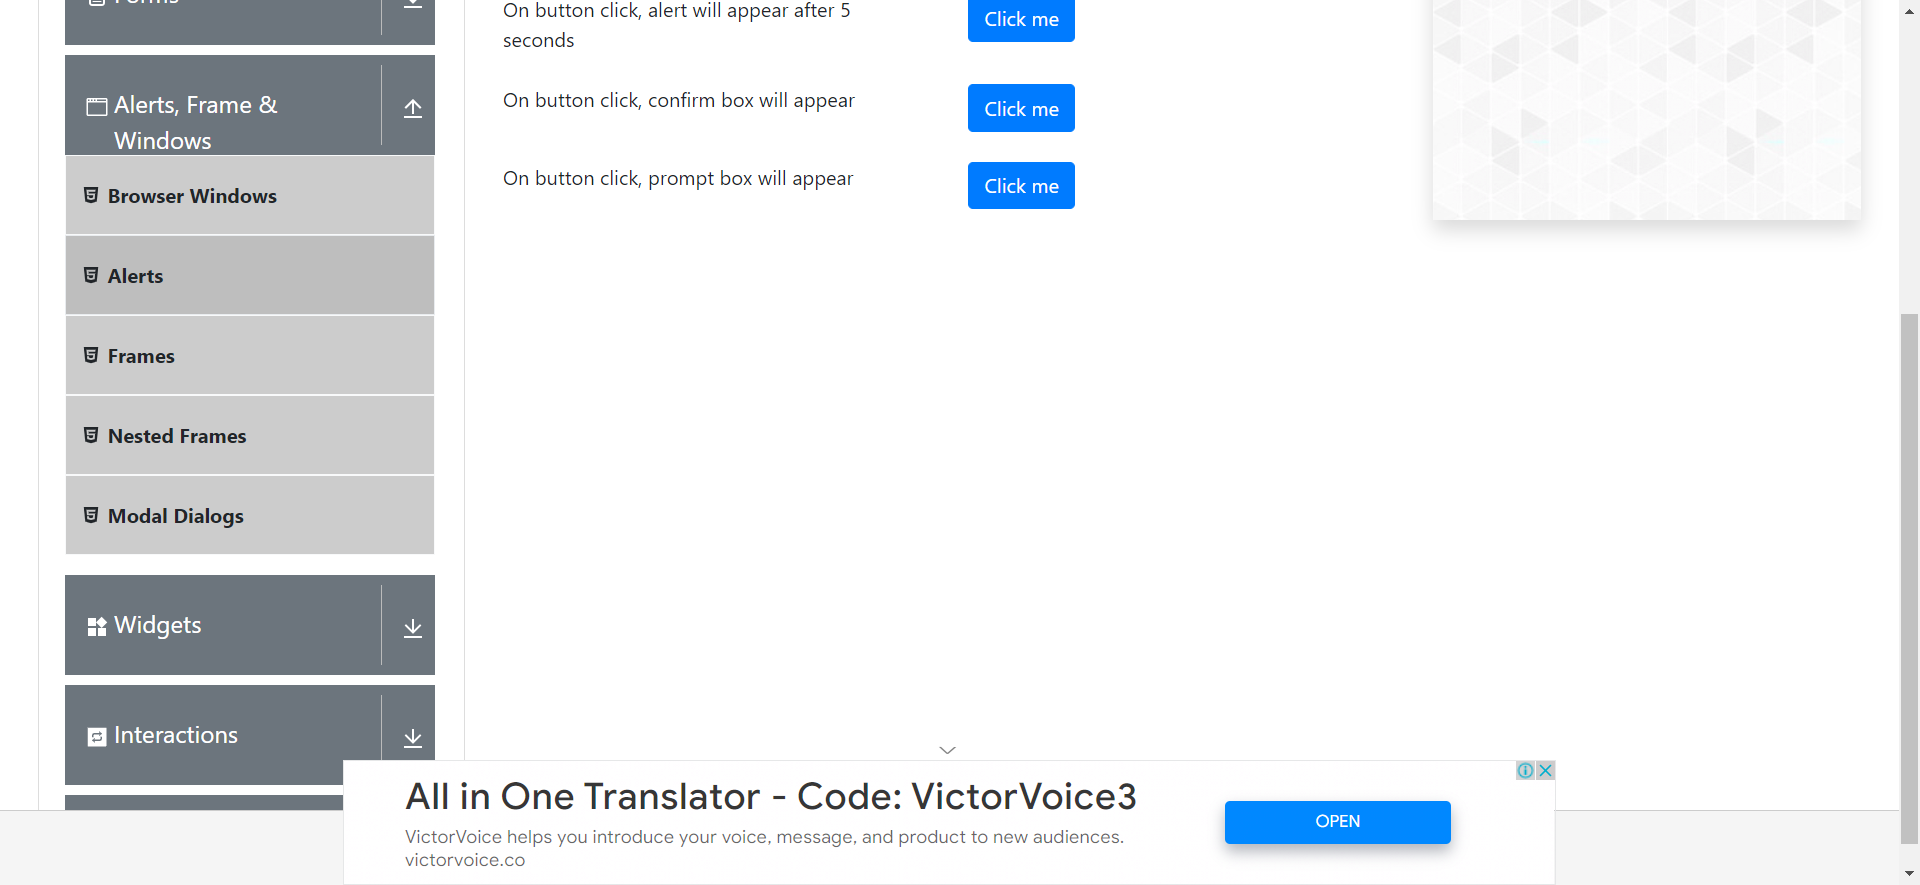 Forms
Alerts, Frame &
Windows
Browser Windows
Alerts
Frames
Nested Frames
Modal Dialogs
Widgets
Interactions
On button click, alert will appear after 5
seconds
Click me
On button click, confirm box will appear
Click me
On button click, prompt box will appear
Click me
All in One Translator - Code: VictorVoice3
VictorVoice helps you introduce your voice, message, and product to new audiences.
victorvoice.co
OPEN